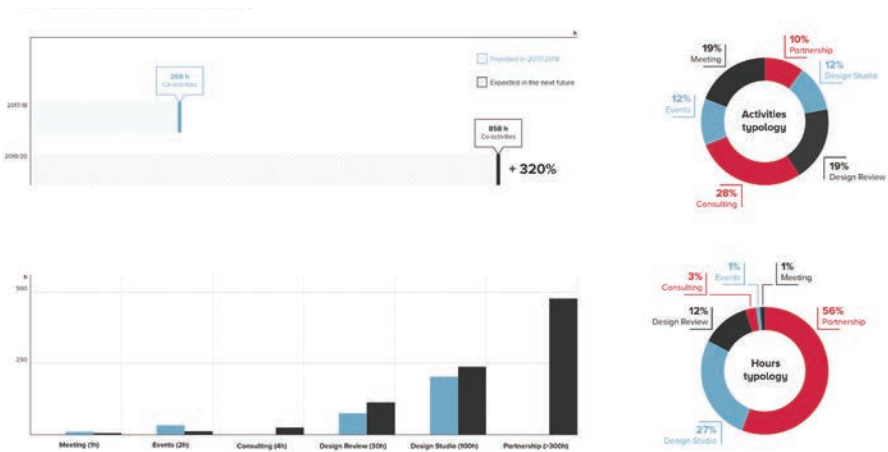 h
Provided in 2017/2018
Expected in the next future
268 h
Co-activities
2017/18
858 h
Co-activities
2019/20
+ 320%
10%
Partnership
19%
Meeting
12%
Design Studio
12%
Events
Activities
typology
19%
Design Review
28%
Consulting
h
500
250
Meeting (1h)
Events (2h)
Consulting (4h)
Design Review (30h)
Design Studio (100h)
Partnership (>300h)
1%
Events
1%
Meeting
3%
Consulting
12%
Design Review
56%
Partnership
Hours
typology
27%
Design Studio